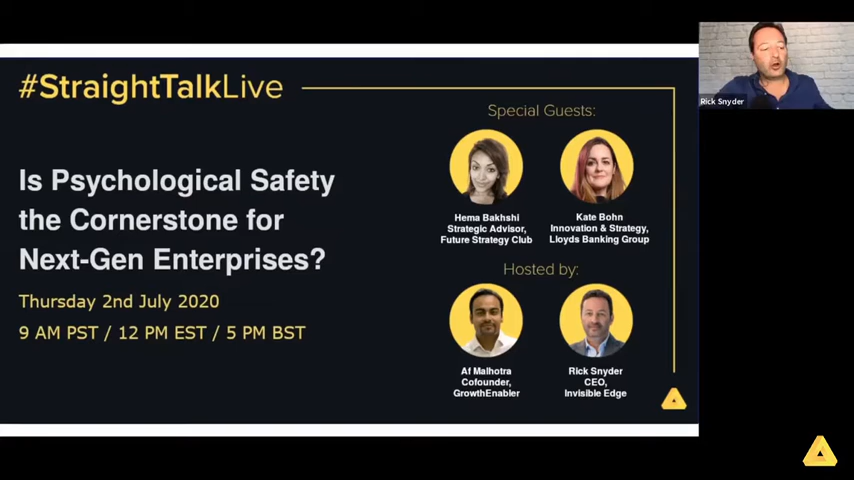 #StraightTalkLive
Is Psychological Safety
the Cornerstone for
Next-Gen Enterprises?
Thursday 2nd July 2020
9 AM PST / 12 PM EST / 5 PM BST
Special Guests:
Hema Bakhshi
Strategic Advisor,
Future Strategy Club
Kate Bohn
Innovation & Strategy,
Lloyds Banking Group
Hosted by:
Af Malhotra
Cofounder,
GrowthEnabler
Rick Snyder
CEO,
Invisible Edge
Rick Snyder